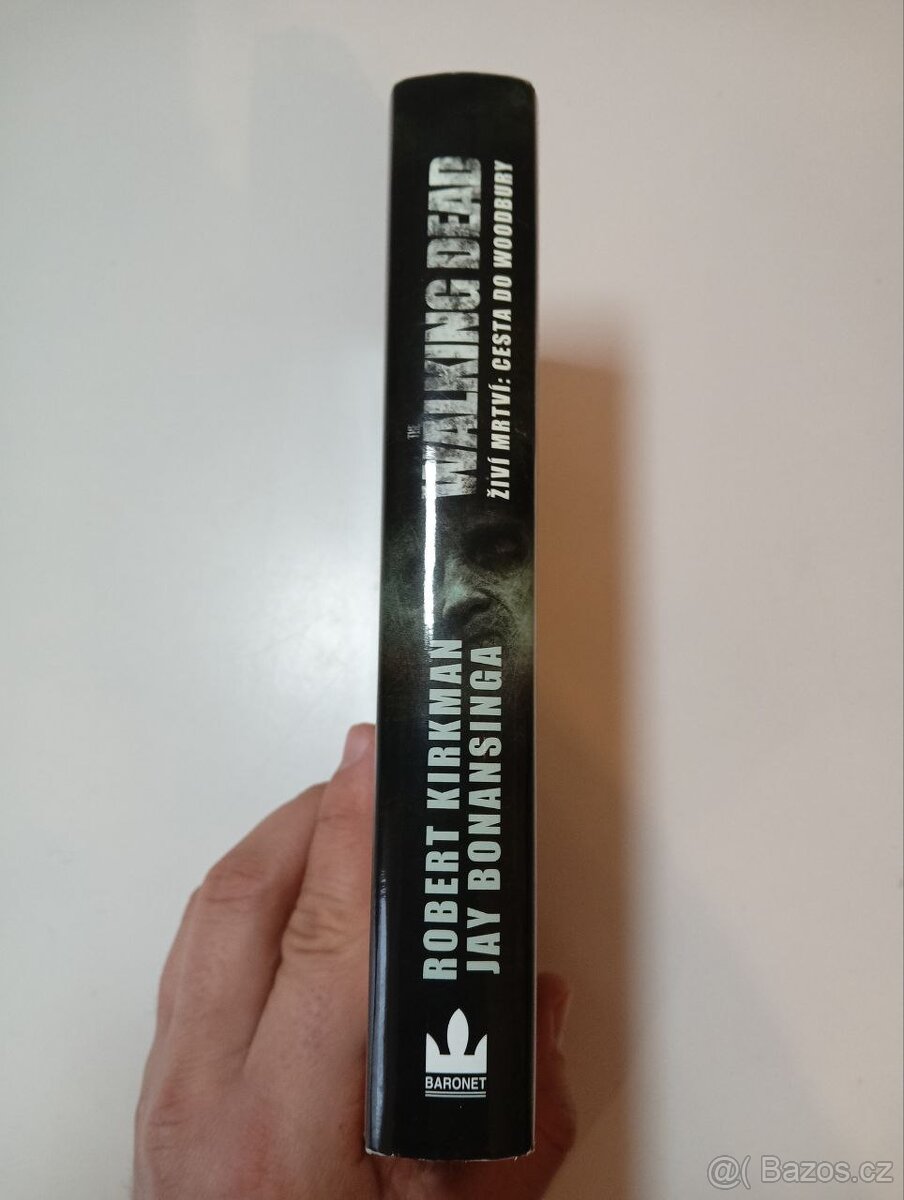 THE
WALKING DEAD
ŽIVÍ MRTVÍ: CESTA DO WOODBURY
ROBERT KIRKMAN
JAY BONANSINGA
BARONET
@( Bazos.cz